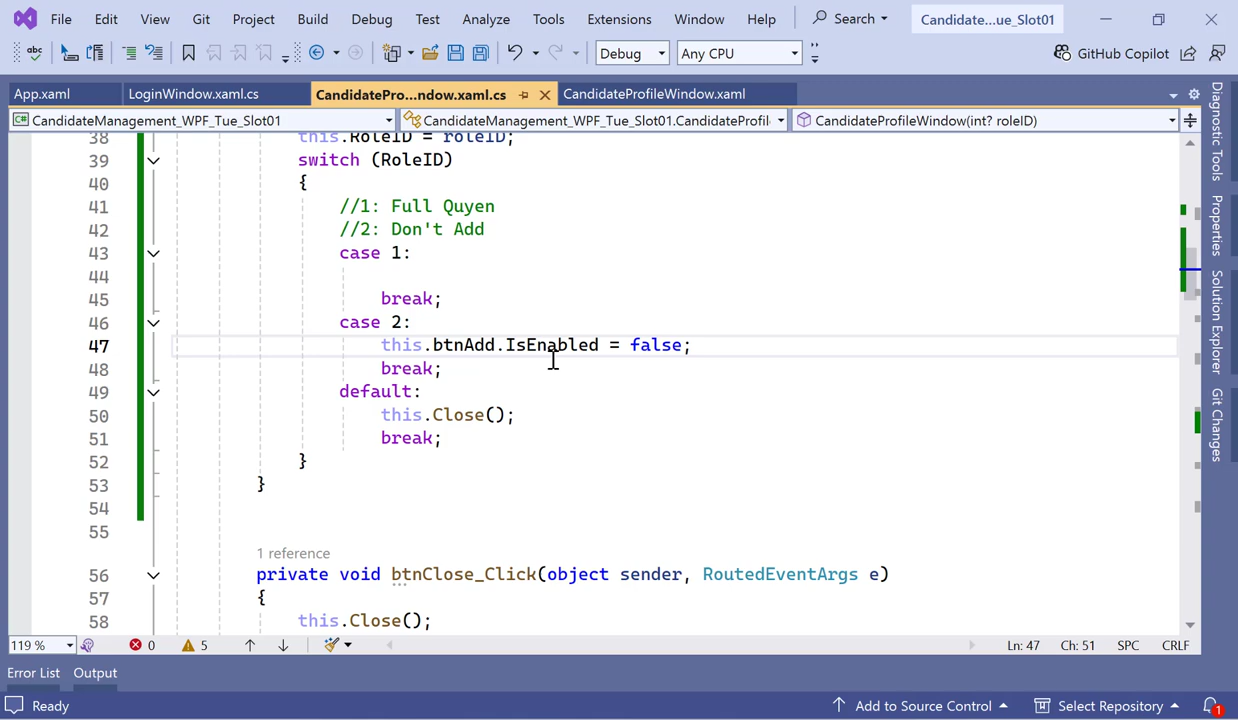 File Edit View Git Project Build Debug Test Analyze Tools Extensions Window Help Search Candidate...ue_Slot01
abc Debug Any CPU GitHub Copilot
App.xaml LoginWindow.xaml.cs CandidatePro...ndow.xaml.cs CandidateProfileWindow.xaml
C# CandidateManagement_WPF_Tue_Slot01 CandidateManagement_WPF_Tue_Slot01.CandidateProfil CandidateProfileWindow(int? roleID)
38 this.RoleID = roleID;
39 switch (RoleID)
40 {
41 //1: Full Quyen
42 //2: Don't Add
43 case 1:
44
45 break;
46 case 2:
47 this.btnAdd.IsEnabled = false;
48 break;
49 default:
50 this.Close();
51 break;
52 }
53 }
54
55
1 reference
56 private void btnClose_Click(object sender, RoutedEventArgs e)
57 {
58 this.Close();
119 % 0 5 Ln: 47 Ch: 51 SPC CRLF
Error List Output
Ready Add to Source Control Select Repository 1
Diagnostic Tools
Properties
Solution Explorer
Git Changes